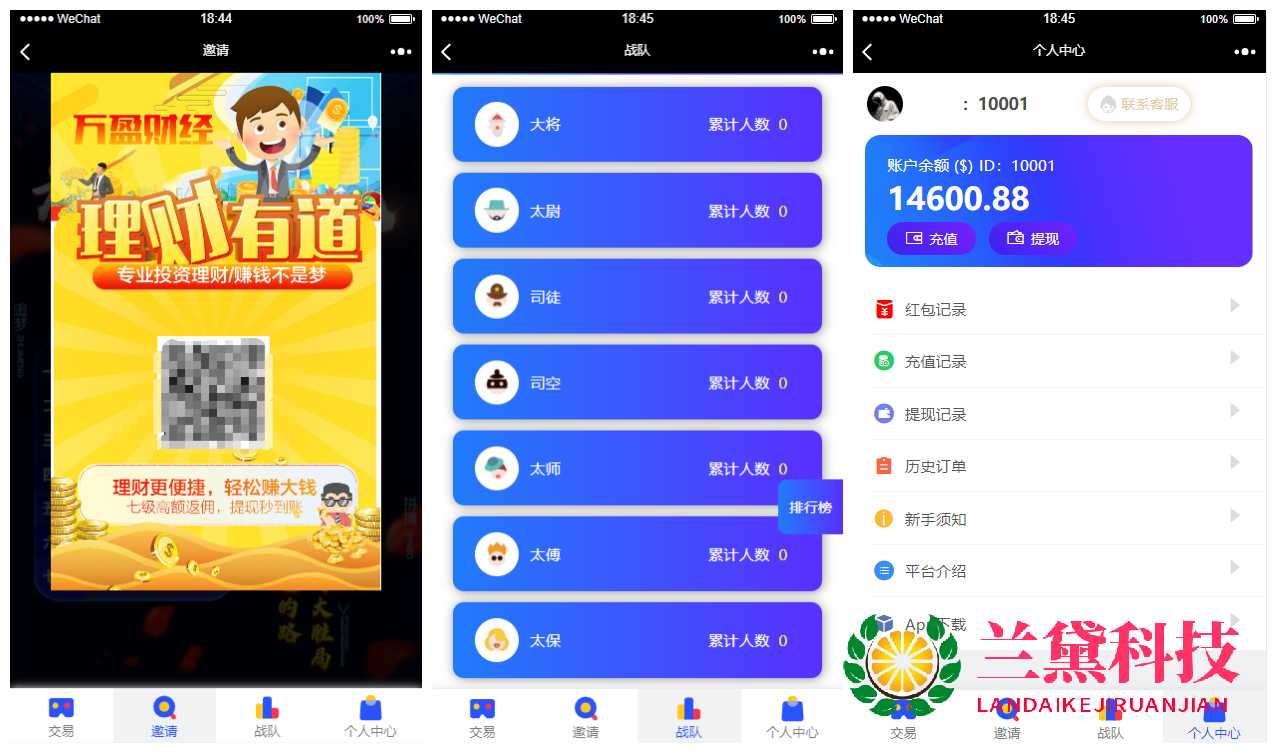 WeChat 18:44 100%
邀请
万盈财经
理财有道
专业投资理财/赚钱不是梦
理财更便捷，轻松赚大钱
七级高额返佣，提现秒到账
追梦
交易
邀请
战队
个人中心
WeChat 18:45 100%
战队
大将 累计人数 0
太尉 累计人数 0
司徒 累计人数 0
司空 累计人数 0
太师 累计人数 0
排行榜
太傅 累计人数 0
太保 累计人数 0
交易
邀请
战队
个人中心
WeChat 18:45 100%
个人中心
：10001
联系客服
账户余额 ($) ID：10001
14600.88
充值
提现
红包记录
充值记录
提现记录
历史订单
新手须知
平台介绍
App下载
兰黛科技
LANDAIKEJIRUANJIAN
交易
邀请
战队
个人中心